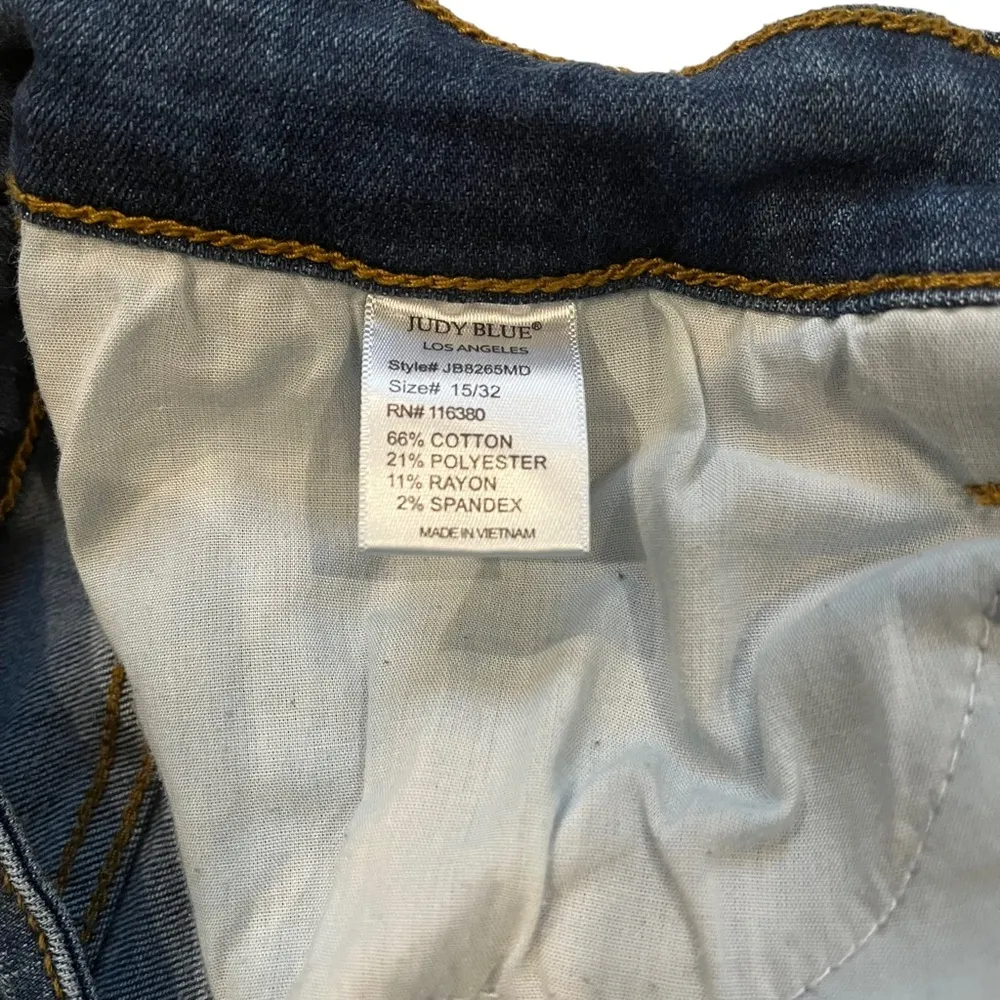 JUDY BLUE®
LOS ANGELES
Style# JB8265MD
Size# 15/32
RN# 116380
66% COTTON
21% POLYESTER
11% RAYON
2% SPANDEX
MADE IN VIETNAM